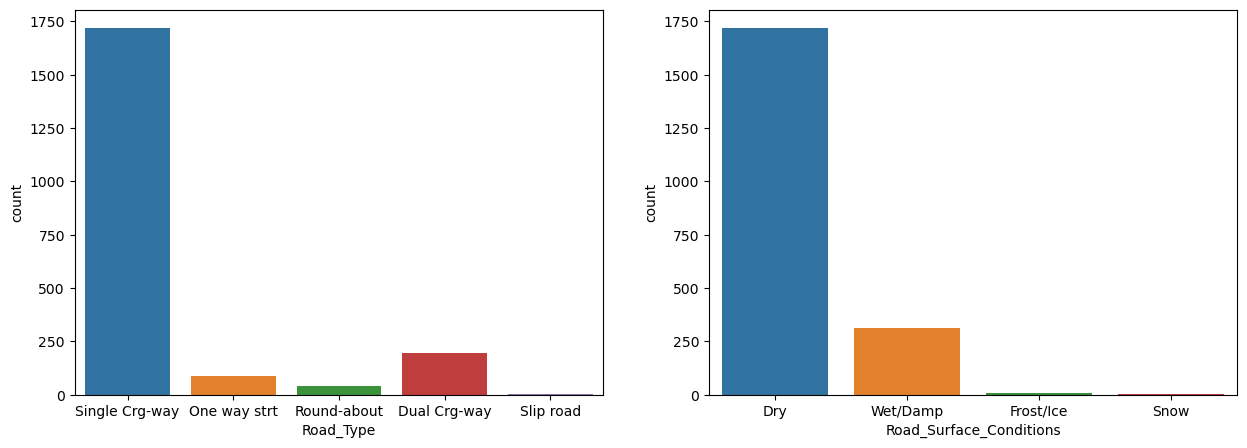 1750
1500
1250
1000
750
500
250
0
count
Single Crg-way One way strt Round-about Dual Crg-way Slip road
Road_Type
1750
1500
1250
1000
750
500
250
0
count
Dry Wet/Damp Frost/Ice Snow
Road_Surface_Conditions